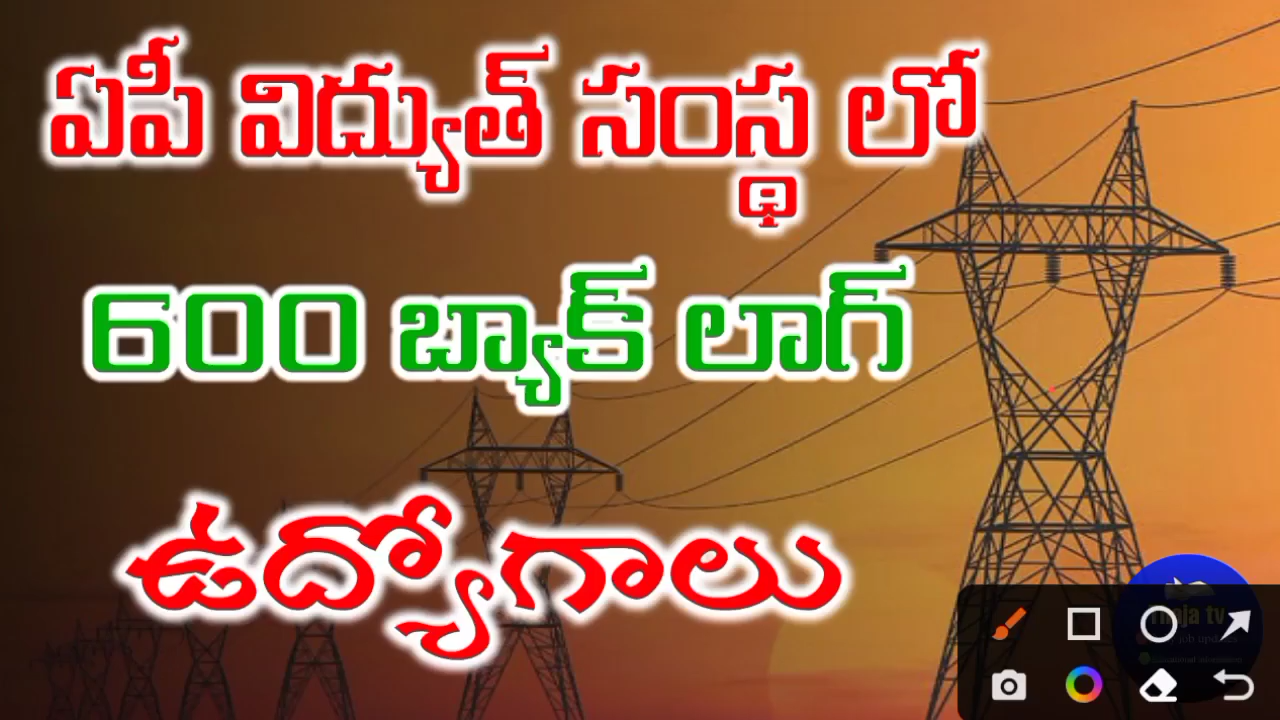 ఏపీ విద్యుత్ సంస్థ లో
600 బ్యాక్ లాగ్
ఉద్యోగాలు